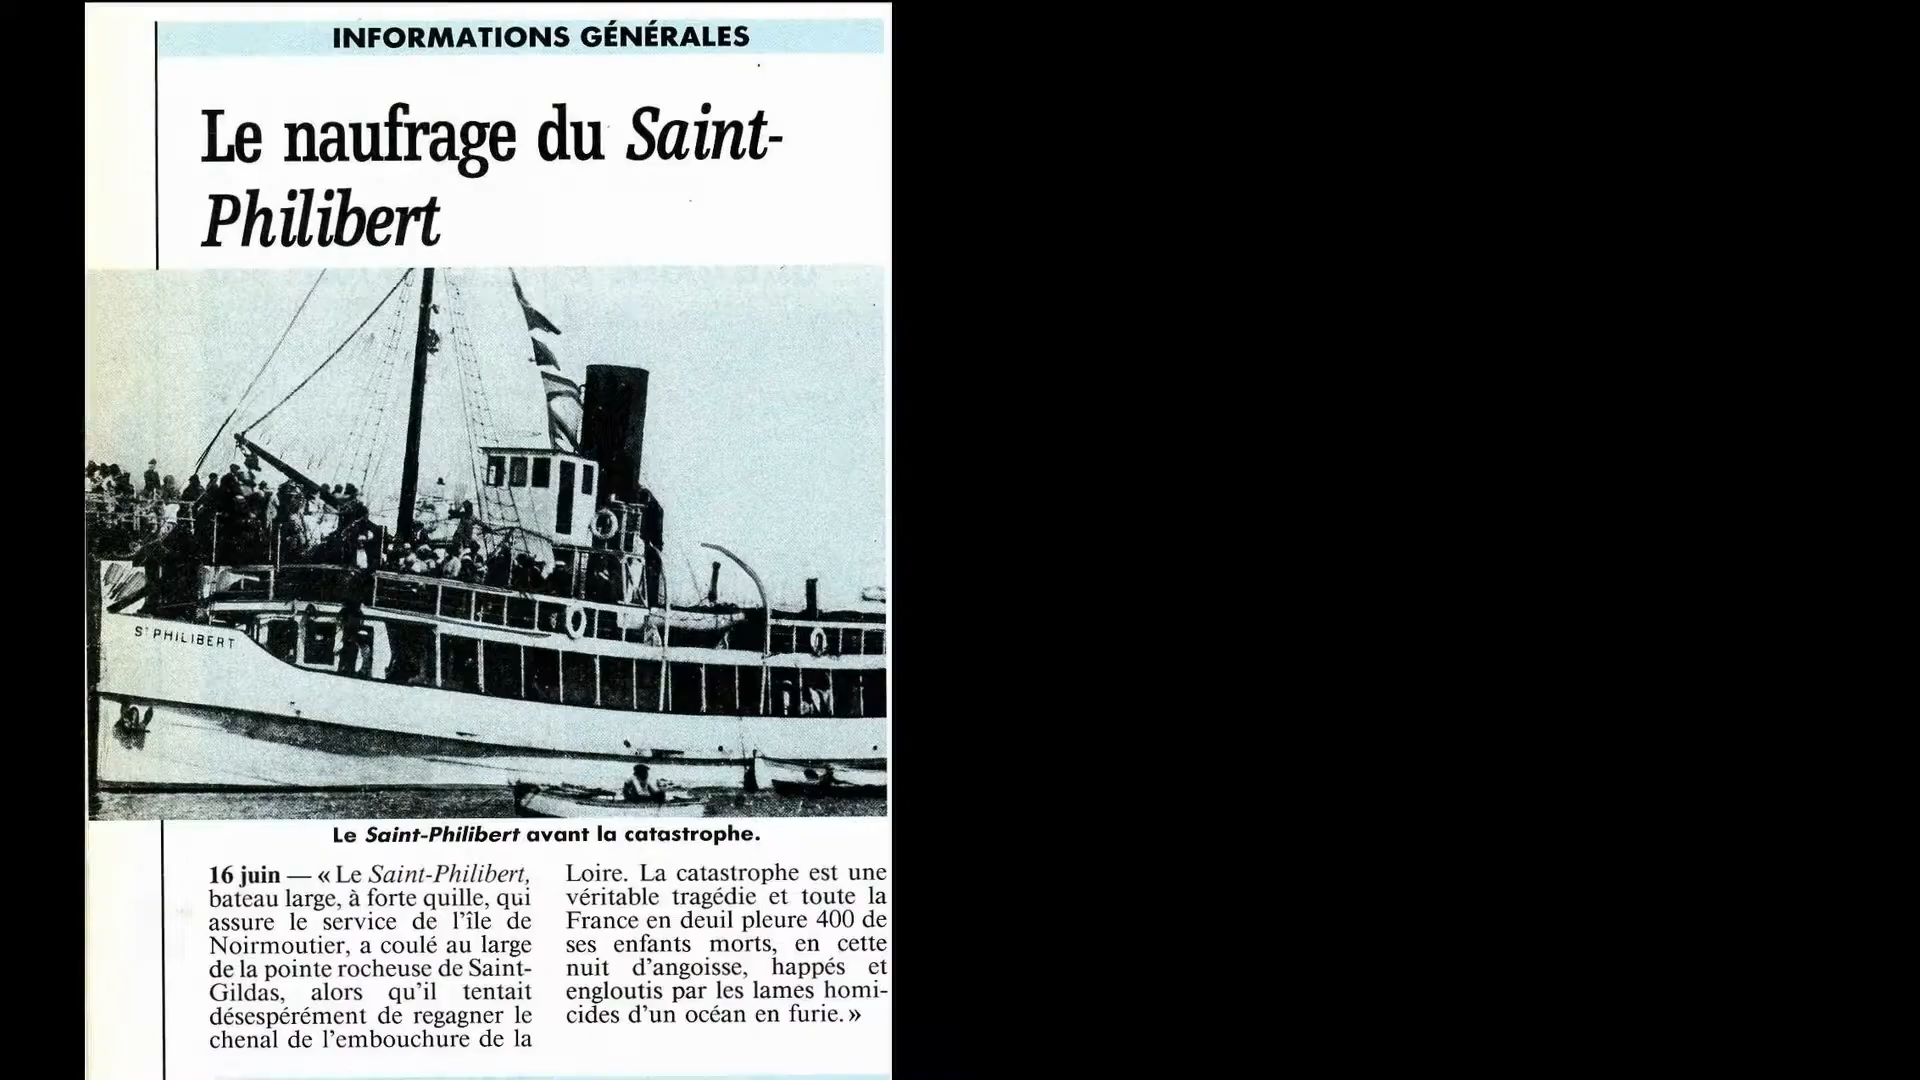 INFORMATIONS GÉNÉRALES
Le naufrage du Saint-
Philibert
ST PHILIBERT
Le Saint-Philibert avant la catastrophe.
16 juin — « Le Saint-Philibert,
bateau large, à forte quille, qui
assure le service de l'île de
Noirmoutier, a coulé au large
de la pointe rocheuse de Saint-
Gildas, alors qu'il tentait
désespérément de regagner le
chenal de l'embouchure de la
Loire. La catastrophe est une
véritable tragédie et toute la
France en deuil pleure 400 de
ses enfants morts, en cette
nuit d'angoisse, happés et
engloutis par les lames homi-
cides d'un océan en furie. »